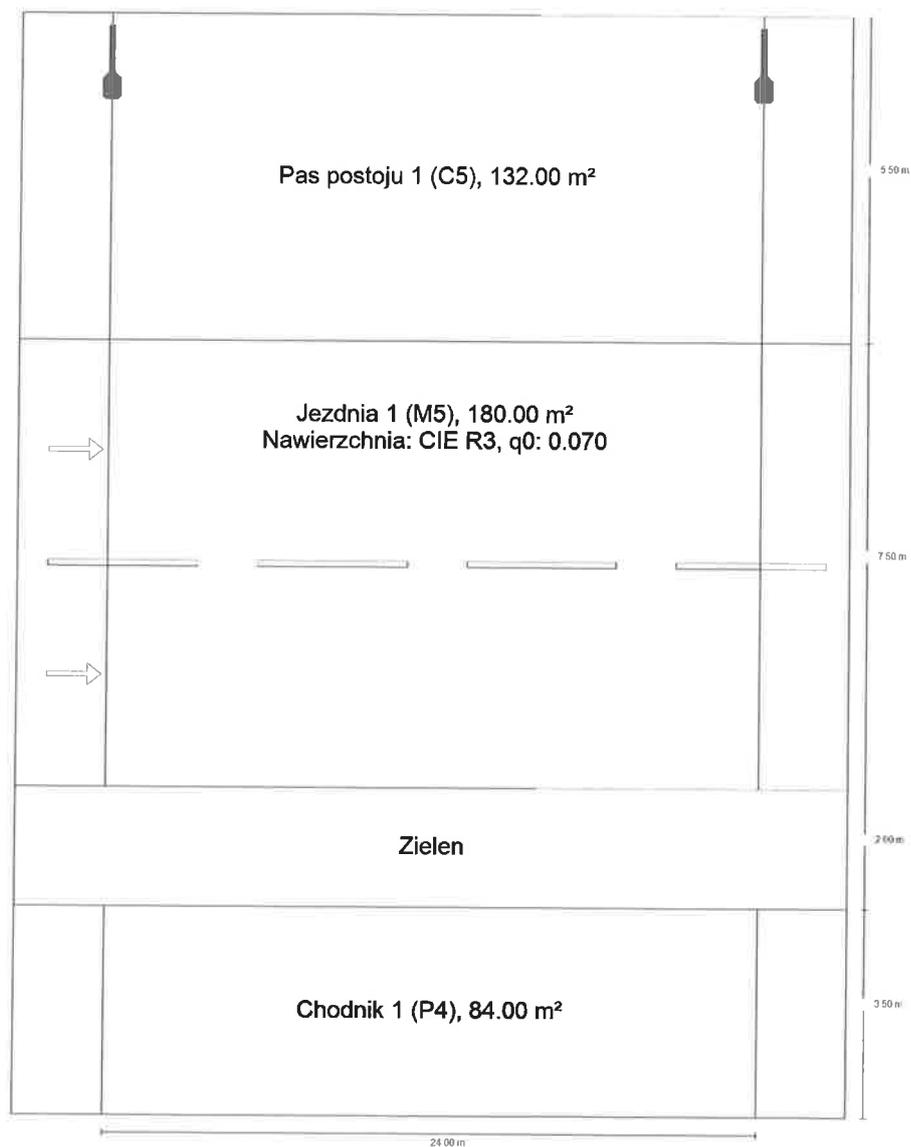 Pas postoju 1 (C5), 132.00 m²
5.50 m
Jezdnia 1 (M5), 180.00 m²
Nawierzchnia: CIE R3, q0: 0.070
7.50 m
Zielen
2.00 m
Chodnik 1 (P4), 84.00 m²
3.50 m
24.00 m